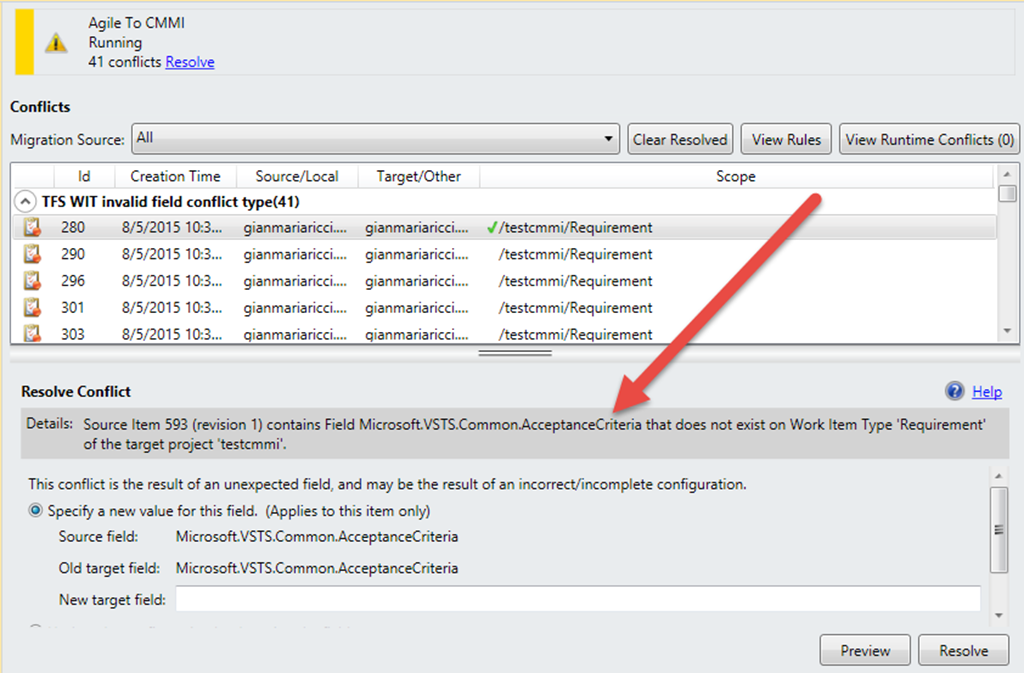 Agile To CMMI
Running
41 conflicts Resolve
Conflicts
Migration Source: All Clear Resolved View Rules View Runtime Conflicts (0)
Id Creation Time Source/Local Target/Other Scope
TFS WIT invalid field conflict type(41)
280 8/5/2015 10:3... gianmariaricci.... gianmariaricci.... ✓/testcmmi/Requirement
290 8/5/2015 10:3... gianmariaricci.... gianmariaricci.... /testcmmi/Requirement
296 8/5/2015 10:3... gianmariaricci.... gianmariaricci.... /testcmmi/Requirement
301 8/5/2015 10:3... gianmariaricci.... gianmariaricci.... /testcmmi/Requirement
303 8/5/2015 10:3... gianmariaricci.... gianmariaricci.... /testcmmi/Requirement
Resolve Conflict ? Help
Details: Source Item 593 (revision 1) contains Field Microsoft.VSTS.Common.AcceptanceCriteria that does not exist on Work Item Type 'Requirement'
of the target project 'testcmmi'.
This conflict is the result of an unexpected field, and may be the result of an incorrect/incomplete configuration.
Specify a new value for this field. (Applies to this item only)
Source field: Microsoft.VSTS.Common.AcceptanceCriteria
Old target field: Microsoft.VSTS.Common.AcceptanceCriteria
New target field:
Preview Resolve